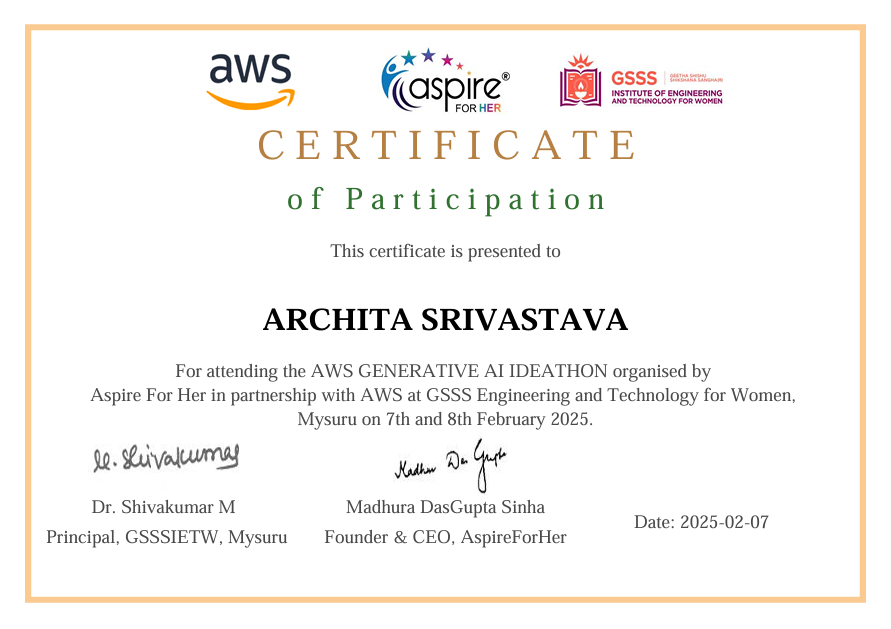 aws
aspire®
FOR HER
GSSS
GEETHA SHISHU
SHIKSHANA SANGHA(R)
INSTITUTE OF ENGINEERING
AND TECHNOLOGY FOR WOMEN
CERTIFICATE
of Participation
This certificate is presented to
ARCHITA SRIVASTAVA
For attending the AWS GENERATIVE AI IDEATHON organised by
Aspire For Her in partnership with AWS at GSSS Engineering and Technology for Women,
Mysuru on 7th and 8th February 2025.
M. Shivakumar
Madhura Das Gupta
Dr. Shivakumar M
Madhura DasGupta Sinha
Date: 2025-02-07
Principal, GSSSIETW, Mysuru
Founder & CEO, AspireForHer